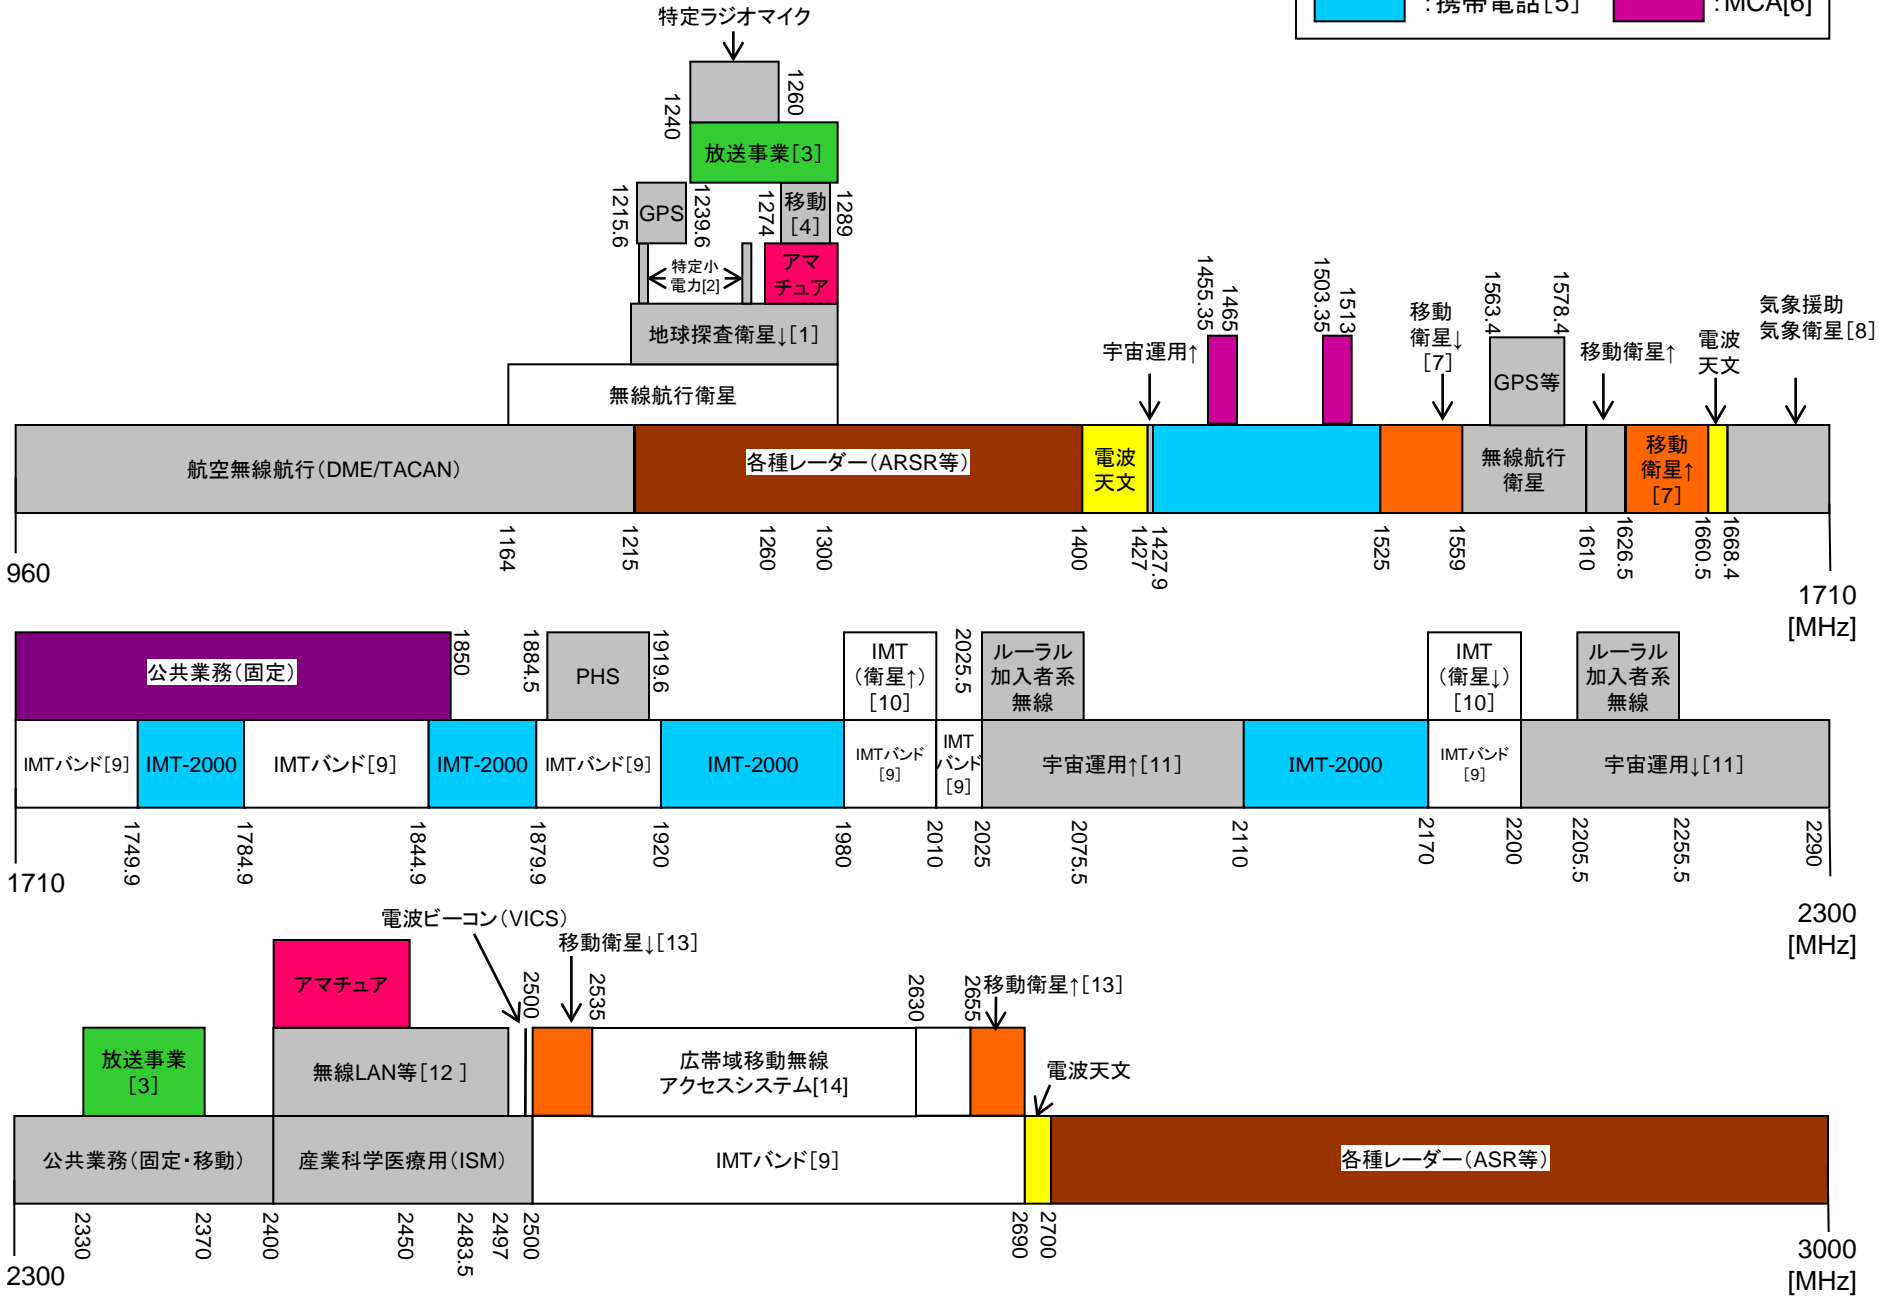 :携帯電話[5]
:MCA[6]
特定ラジオマイク
1240
1260
放送事業[3]
1215.6
GPS
1239.6
1274
移動
[4]
1289
特定小
電力[2]
アマ
チュア
地球探査衛星↓[1]
無線航行衛星
宇宙運用↑
1455.35
1465
1503.35
1513
移動
衛星↓
[7]
1563.4
1578.4
GPS等
移動衛星↑
電波
天文
気象援助
気象衛星[8]
航空無線航行(DME/TACAN)
各種レーダー(ARSR等)
電波
天文
無線航行
衛星
移動
衛星↑
[7]
960
1164
1215
1260
1300
1400
1427
1427.9
1525
1559
1610
1626.5
1660.5
1668.4
1710
[MHz]
公共業務(固定)
1850
1884.5
PHS
1919.6
IMT
(衛星↑)
[10]
2025.5
ルーラル
加入者系
無線
IMT
(衛星↓)
[10]
ルーラル
加入者系
無線
IMTバンド[9]
IMT-2000
IMTバンド[9]
IMT-2000
IMTバンド[9]
IMT-2000
IMTバンド
[9]
IMT
バンド
[9]
宇宙運用↑[11]
IMT-2000
IMTバンド
[9]
宇宙運用↓[11]
1710
1749.9
1784.9
1844.9
1879.9
1920
1980
2010
2025
2075.5
2110
2170
2200
2205.5
2255.5
2290
2300
[MHz]
電波ビーコン(VICS)
移動衛星↓[13]
アマチュア
2500
2535
2630
2655
移動衛星↑[13]
放送事業
[3]
無線LAN等[12 ]
広帯域移動無線
アクセスシステム[14]
電波天文
公共業務(固定・移動)
産業科学医療用(ISM)
IMTバンド[9]
各種レーダー(ASR等)
2300
2330
2370
2400
2450
2483.5
2497
2500
2690
2700
3000
[MHz]